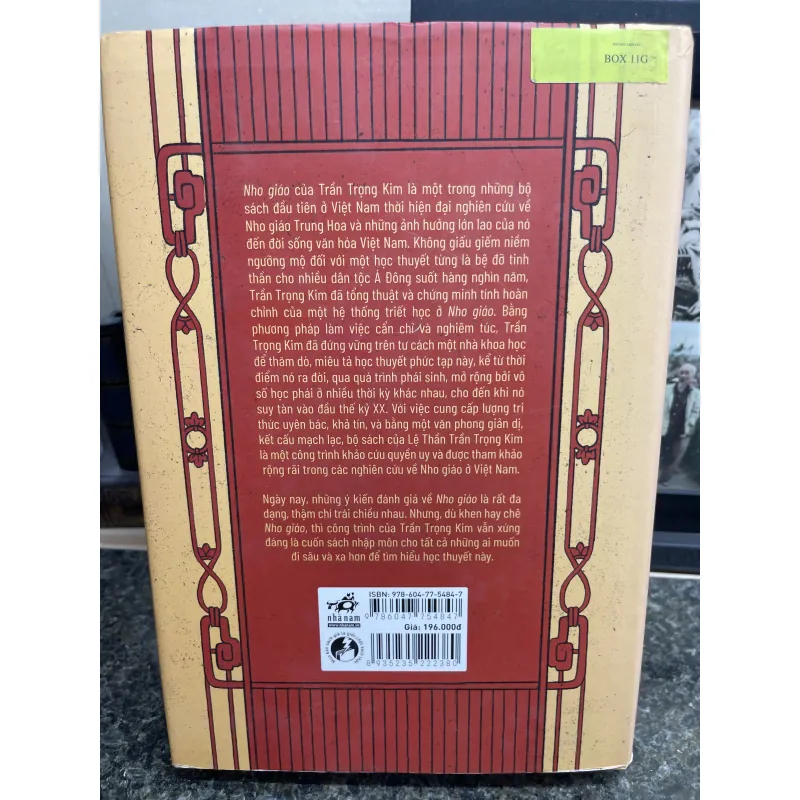 BOX 11G
Nho giáo của Trần Trọng Kim là một trong những bộ
sách đầu tiên ở Việt Nam thời hiện đại nghiên cứu về
Nho giáo Trung Hoa và những ảnh hưởng lớn lao của nó
đến đời sống văn hóa Việt Nam. Không giấu giếm niềm
ngưỡng mộ đối với một học thuyết từng là bệ đỡ tinh
thần cho nhiều dân tộc Á Đông suốt hàng nghìn năm,
Trần Trọng Kim đã tổng thuật và chứng minh tính hoàn
chỉnh của một hệ thống triết học ở Nho giáo. Bằng
phương pháp làm việc cẩn chỉ và nghiêm túc, Trần
Trọng Kim đã đứng vững trên tư cách một nhà khoa học
để thăm dò, miêu tả học thuyết phức tạp này, kể từ thời
điểm nó ra đời, qua quá trình phái sinh, mở rộng bởi vô
số học phái ở nhiều thời kỳ khác nhau, cho đến khi nó
suy tàn vào đầu thế kỷ XX. Với việc cung cấp lượng tri
thức uyên bác, khả tín, và bằng một văn phong giản dị,
kết cấu mạch lạc, bộ sách của Lệ Thần Trần Trọng Kim
là một công trình khảo cứu quyền uy và được tham khảo
rộng rãi trong các nghiên cứu về Nho giáo ở Việt Nam.
Ngày nay, những ý kiến đánh giá về Nho giáo là rất đa
dạng, thậm chí trái chiều nhau. Nhưng, dù khen hay chê
Nho giáo, thì công trình của Trần Trọng Kim vẫn xứng
đáng là cuốn sách nhập môn cho tất cả những ai muốn
đi sâu và xa hơn để tìm hiểu học thuyết này.
ISBN: 978-604-77-5484-7
9 786047 754847
nhã nam
www.nhanam.vn
Giá: 196.000đ
8 935235 222380